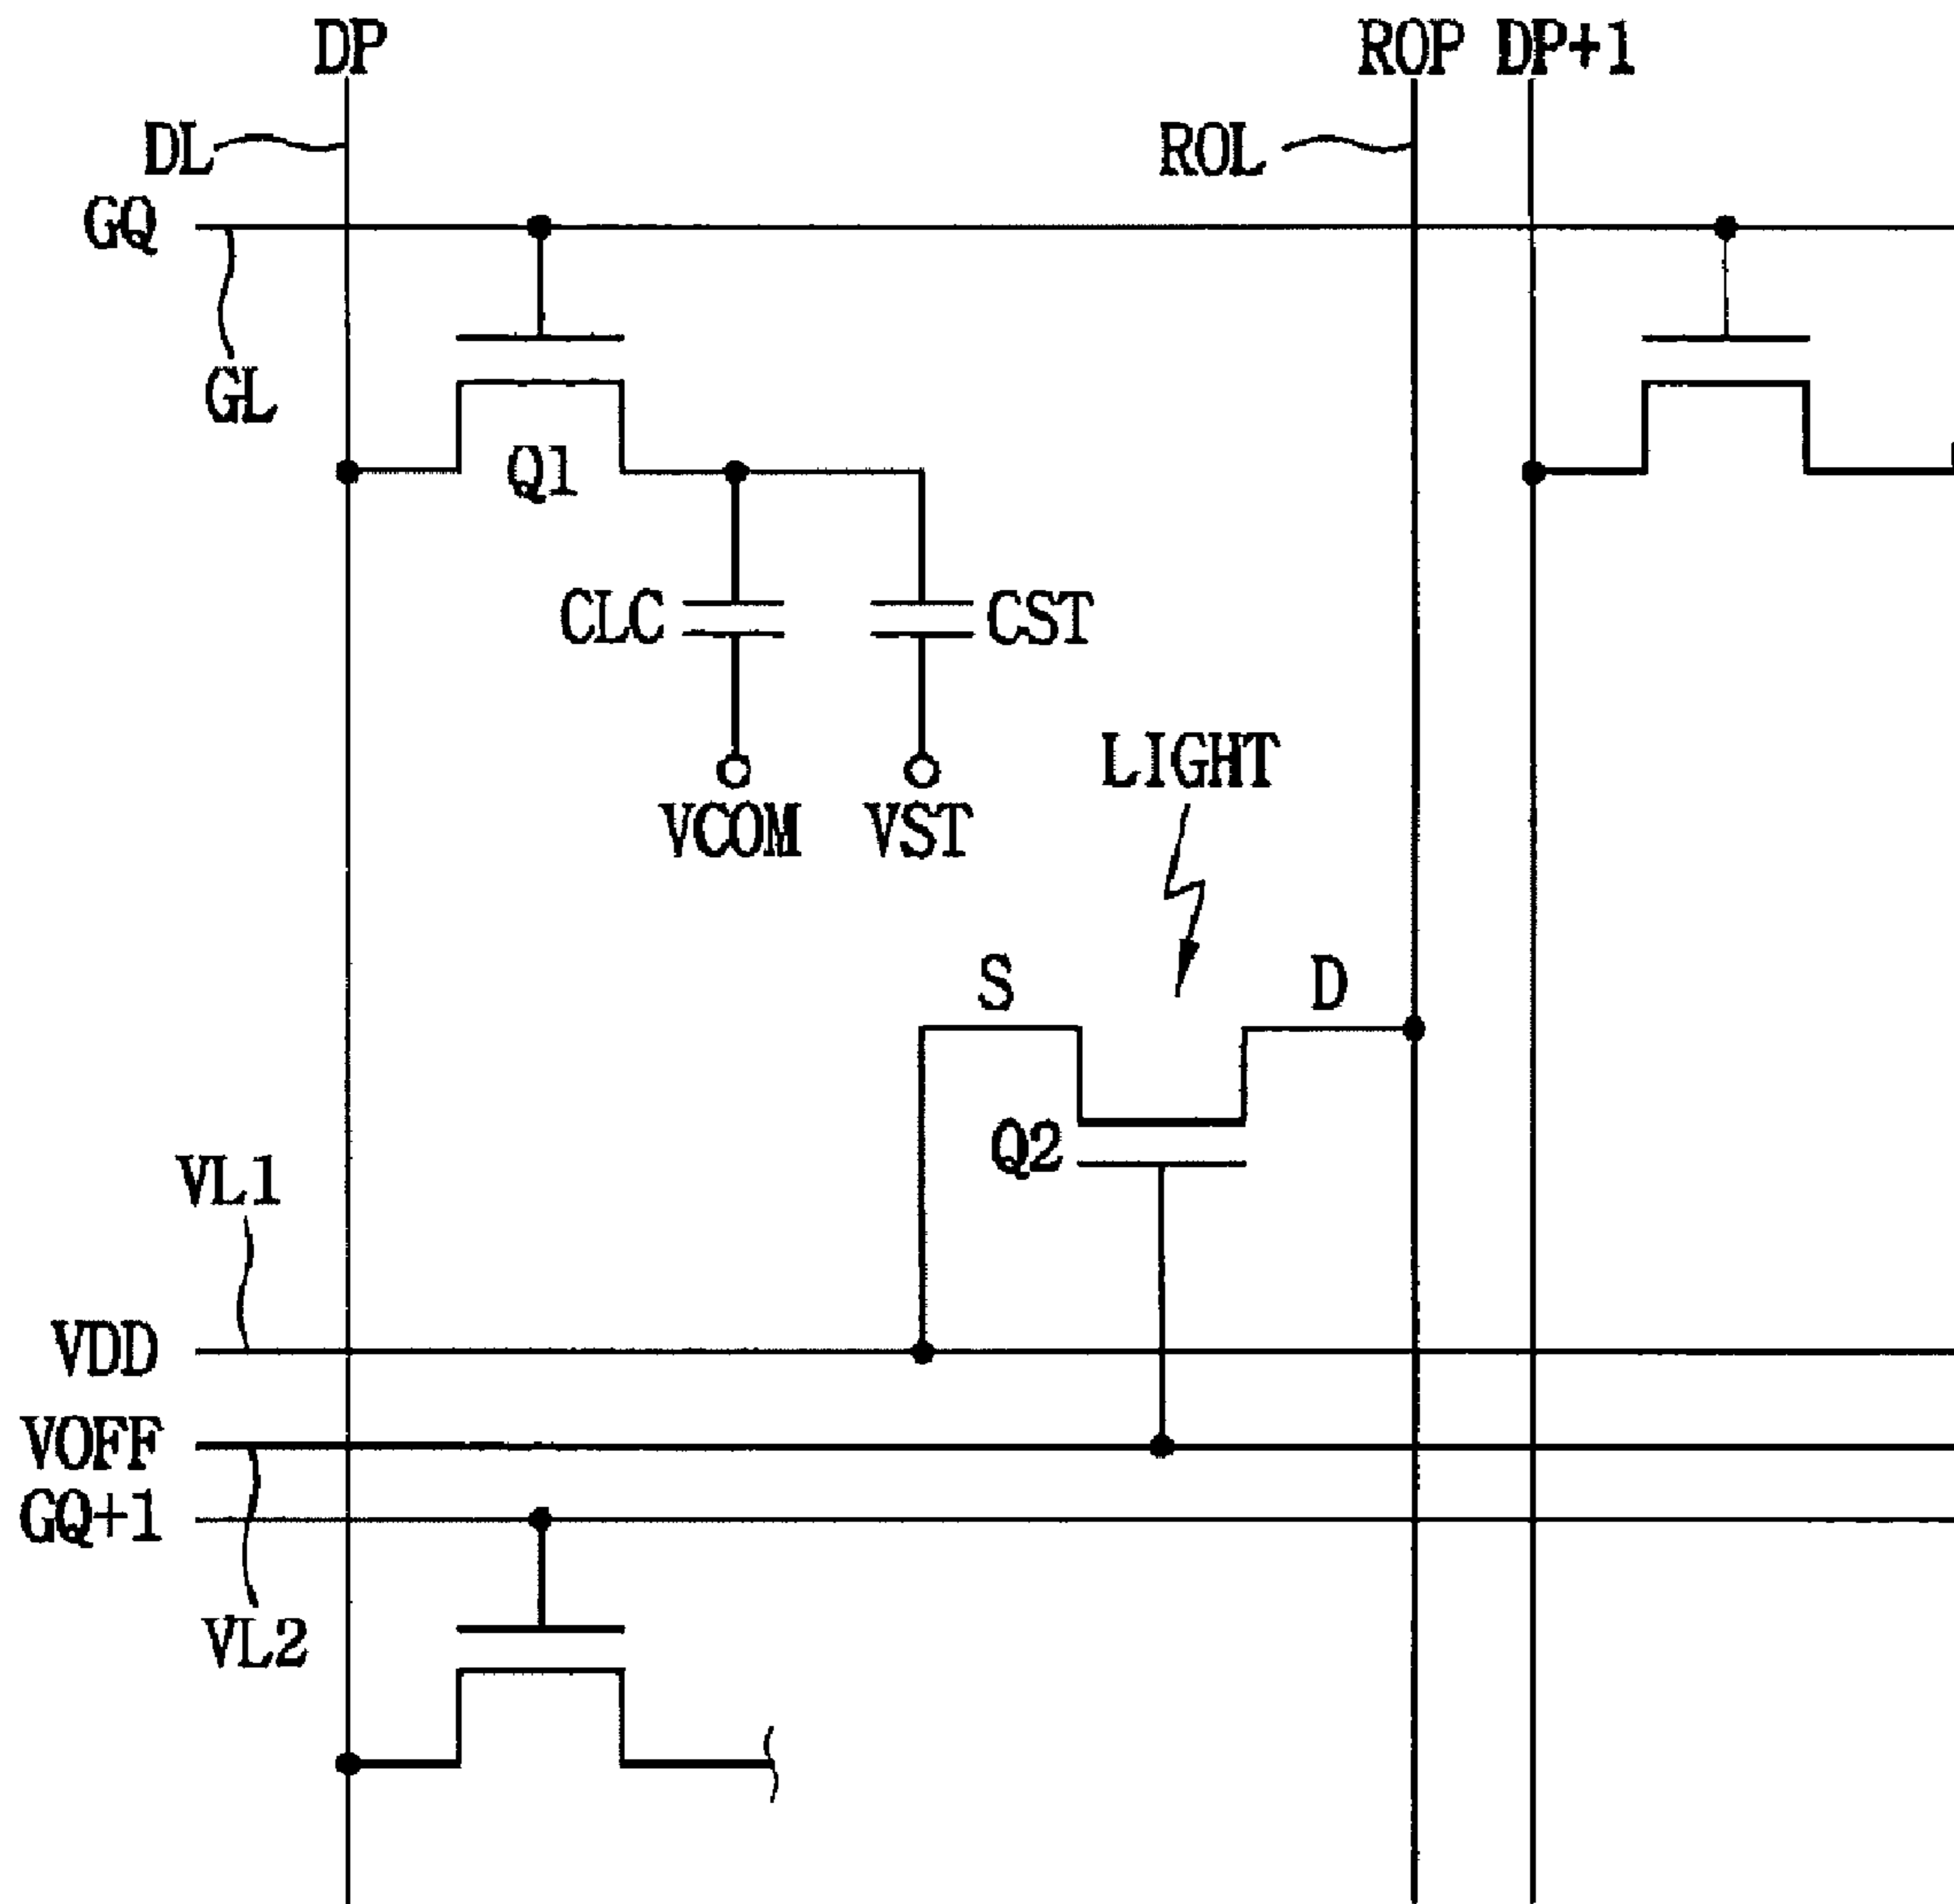 DP
ROP
DP+1
DL
ROL
GQ
GL
Q1
CLC
CST
LIGHT
VCOM
VST
S
D
Q2
VL1
VDD
VOFF
GQ+1
VL2